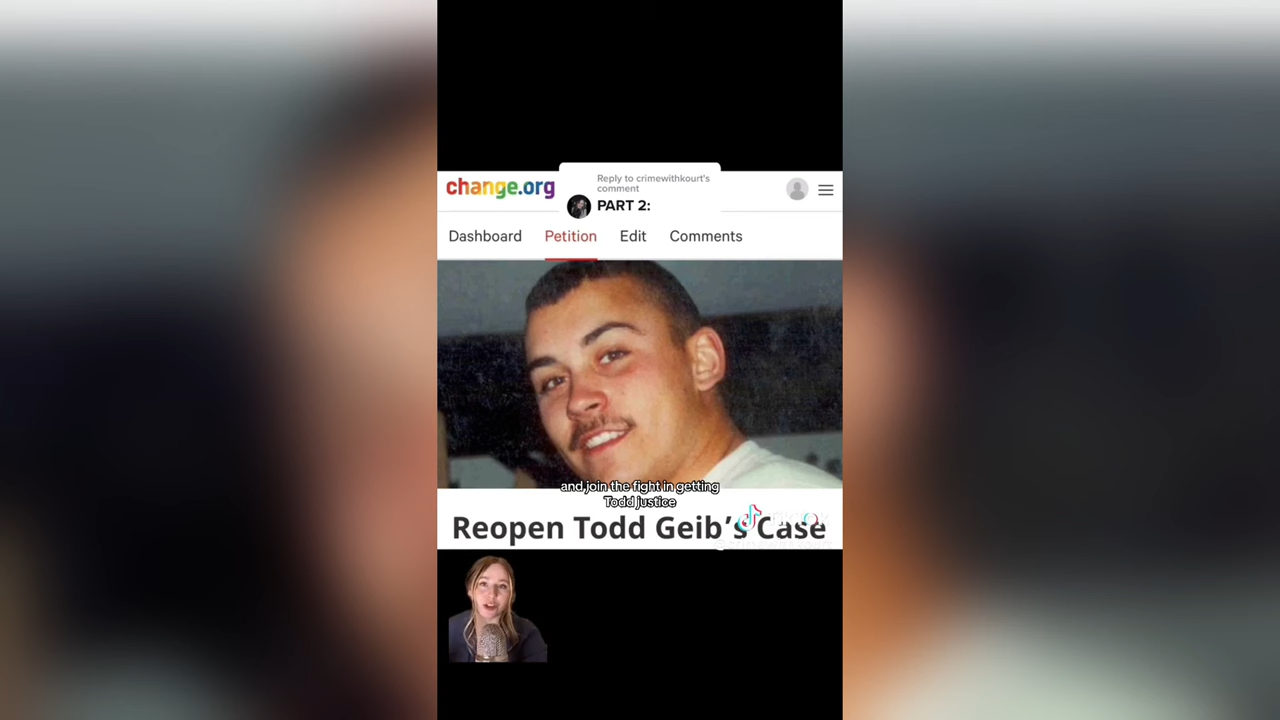 Reply to crimewithkourt's
comment
change.org
PART 2:
Dashboard Petition Edit Comments
and join the fight in getting
Todd justice
Reopen Todd Geib's Case